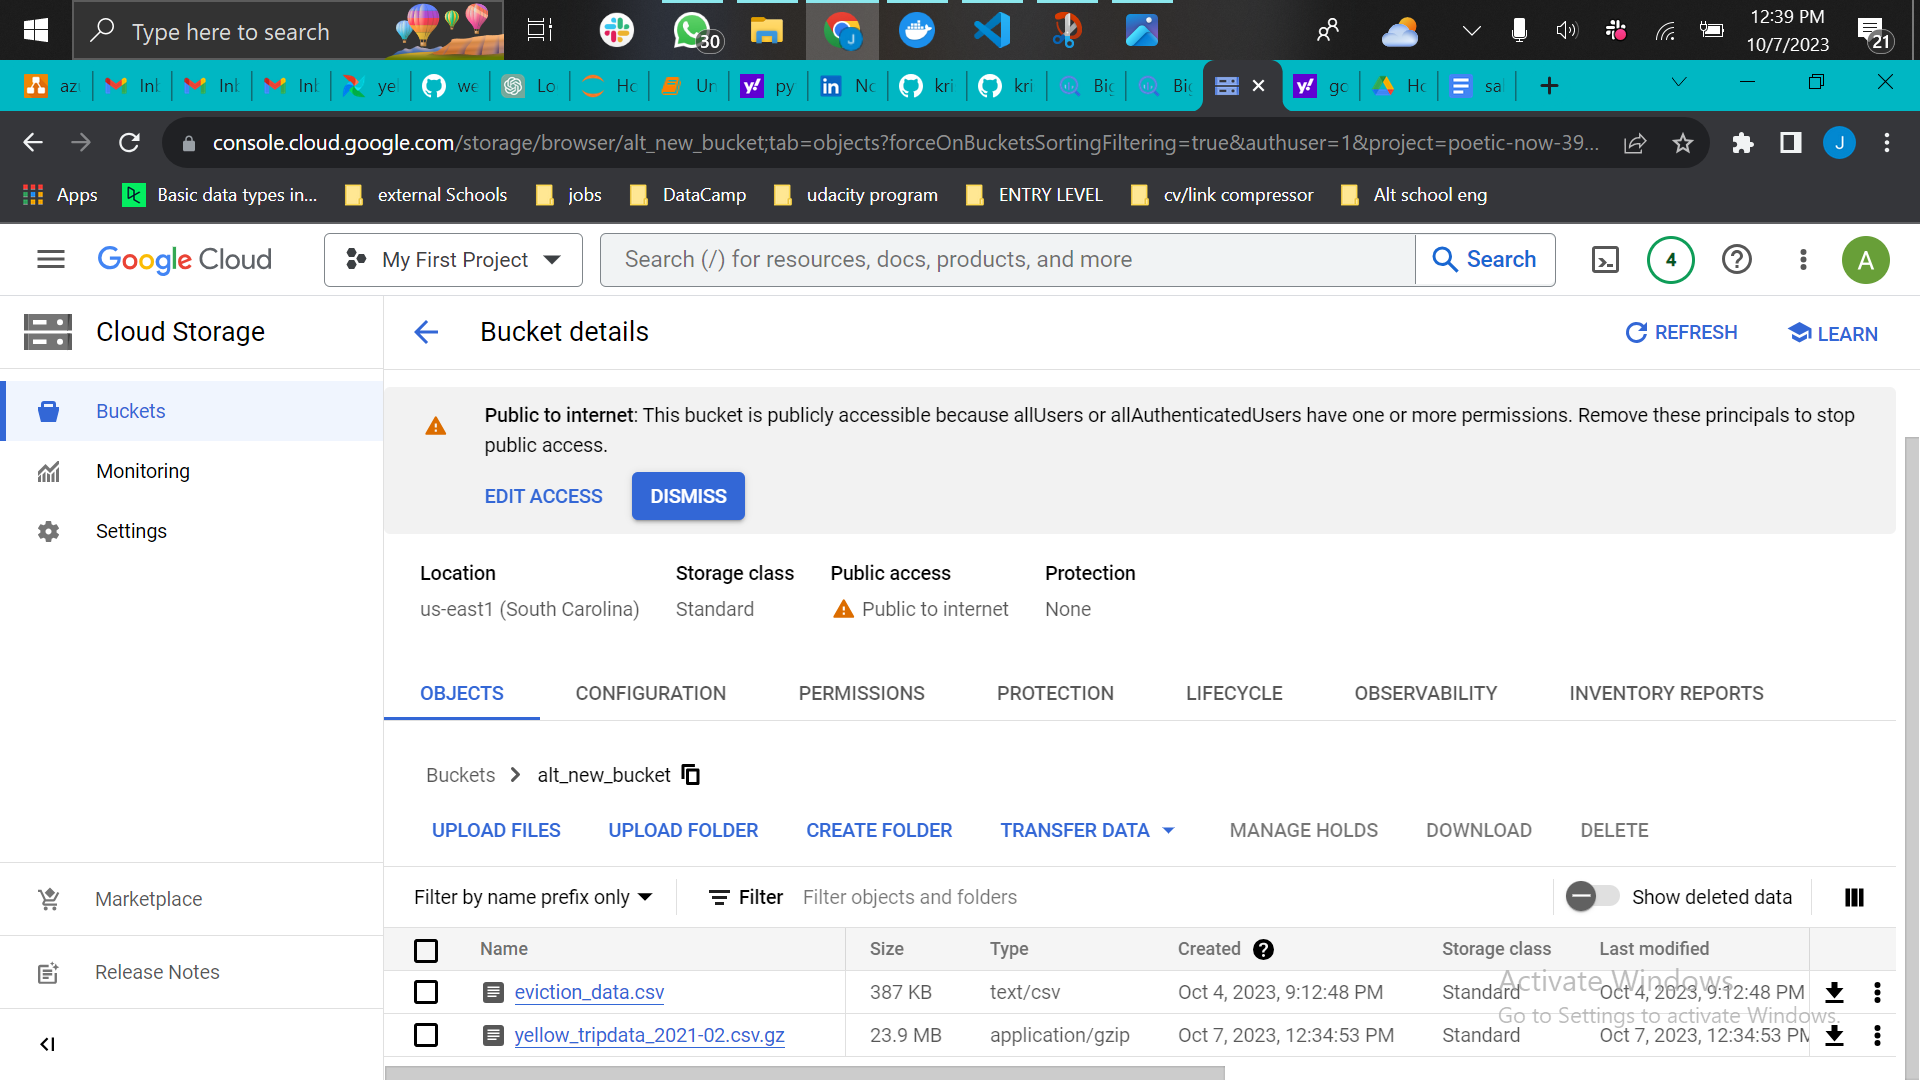 Type here to search
30
12:39 PM
10/7/2023
21
az
Inb
Inb
Inb
yel
we
Lo
Ho
Un
py
No
kri
kri
Big
Big
go
Ho
sal
console.cloud.google.com/storage/browser/alt_new_bucket;tab=objects?forceOnBucketsSortingFiltering=true&authuser=1&project=poetic-now-39...
J
Apps
Basic data types in...
external Schools
jobs
DataCamp
udacity program
ENTRY LEVEL
cv/link compressor
Alt school eng
Google Cloud
My First Project
Search (/) for resources, docs, products, and more
Search
4
A
Cloud Storage
Bucket details
REFRESH
LEARN
Buckets
Monitoring
Settings
Marketplace
Release Notes
Public to internet: This bucket is publicly accessible because allUsers or allAuthenticatedUsers have one or more permissions. Remove these principals to stop
public access.
EDIT ACCESS
DISMISS
Location Storage class Public access Protection
us-east1 (South Carolina) Standard Public to internet None
OBJECTS CONFIGURATION PERMISSIONS PROTECTION LIFECYCLE OBSERVABILITY INVENTORY REPORTS
Buckets > alt_new_bucket
UPLOAD FILES UPLOAD FOLDER CREATE FOLDER TRANSFER DATA MANAGE HOLDS DOWNLOAD DELETE
Filter by name prefix only Filter Filter objects and folders Show deleted data
Name Size Type Created Storage class Last modified
eviction_data.csv 387 KB text/csv Oct 4, 2023, 9:12:48 PM Standard Oct 4, 2023, 9:12:48 PM
yellow_tripdata_2021-02.csv.gz 23.9 MB application/gzip Oct 7, 2023, 12:34:53 PM Standard Oct 7, 2023, 12:34:53 PM
Activate Windows
Go to Settings to activate Windows.